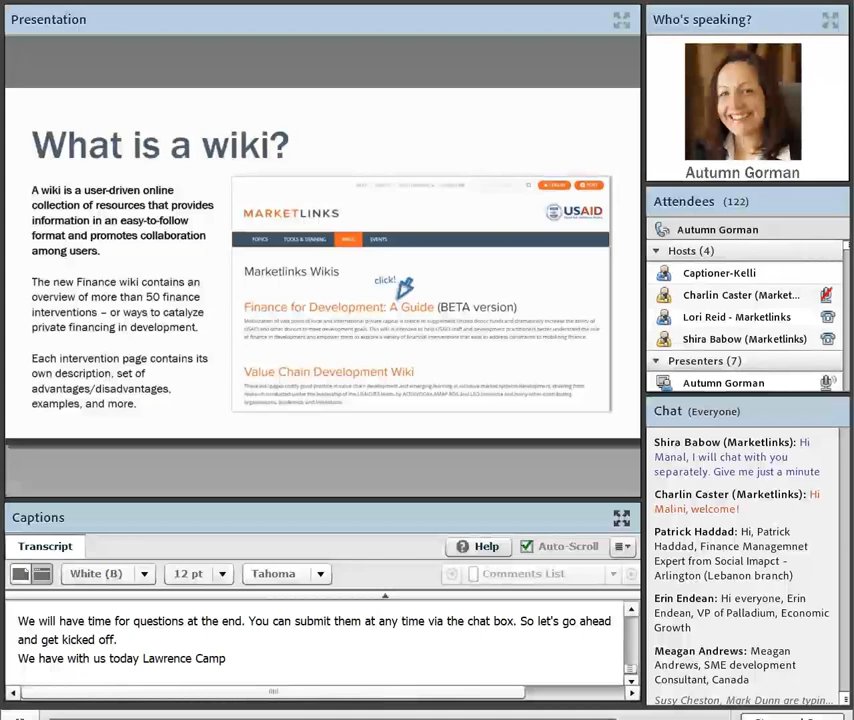 Presentation
What is a wiki?
A wiki is a user-driven online
collection of resources that provides
information in an easy-to-follow
format and promotes collaboration
among users.
The new Finance wiki contains an
overview of more than 50 finance
interventions – or ways to catalyze
private financing in development.
Each intervention page contains its
own description, set of
advantages/disadvantages,
examples, and more.
MARKETLINKS
USAID
TOPICS TOOLS & TRAINING WIKIS EVENTS
Marketlinks Wikis
click!
Finance for Development: A Guide (BETA version)
Value Chain Development Wiki
Who's speaking?
Autumn Gorman
Attendees (122)
Autumn Gorman
Hosts (4)
Captioner-Kelli
Charlin Caster (Market...
Lori Reid - Marketlinks
Shira Babow (Marketlinks)
Presenters (7)
Autumn Gorman
Chat (Everyone)
Shira Babow (Marketlinks): Hi
Manal, I will chat with you
separately. Give me just a minute
Charlin Caster (Marketlinks): Hi
Malini, welcome!
Patrick Haddad: Hi, Patrick
Haddad, Finance Managemnet
Expert from Social Imapct -
Arlington (Lebanon branch)
Erin Endean: Hi everyone, Erin
Endean, VP of Palladium, Economic
Growth
Meagan Andrews: Meagan
Andrews, SME development
Consultant, Canada
Susy Cheston, Mark Dunn are typin...
Captions
Transcript
Help
Auto-Scroll
White (B)
12 pt
Tahoma
Comments List
We will have time for questions at the end. You can submit them at any time via the chat box. So let's go ahead
and get kicked off.
We have with us today Lawrence Camp